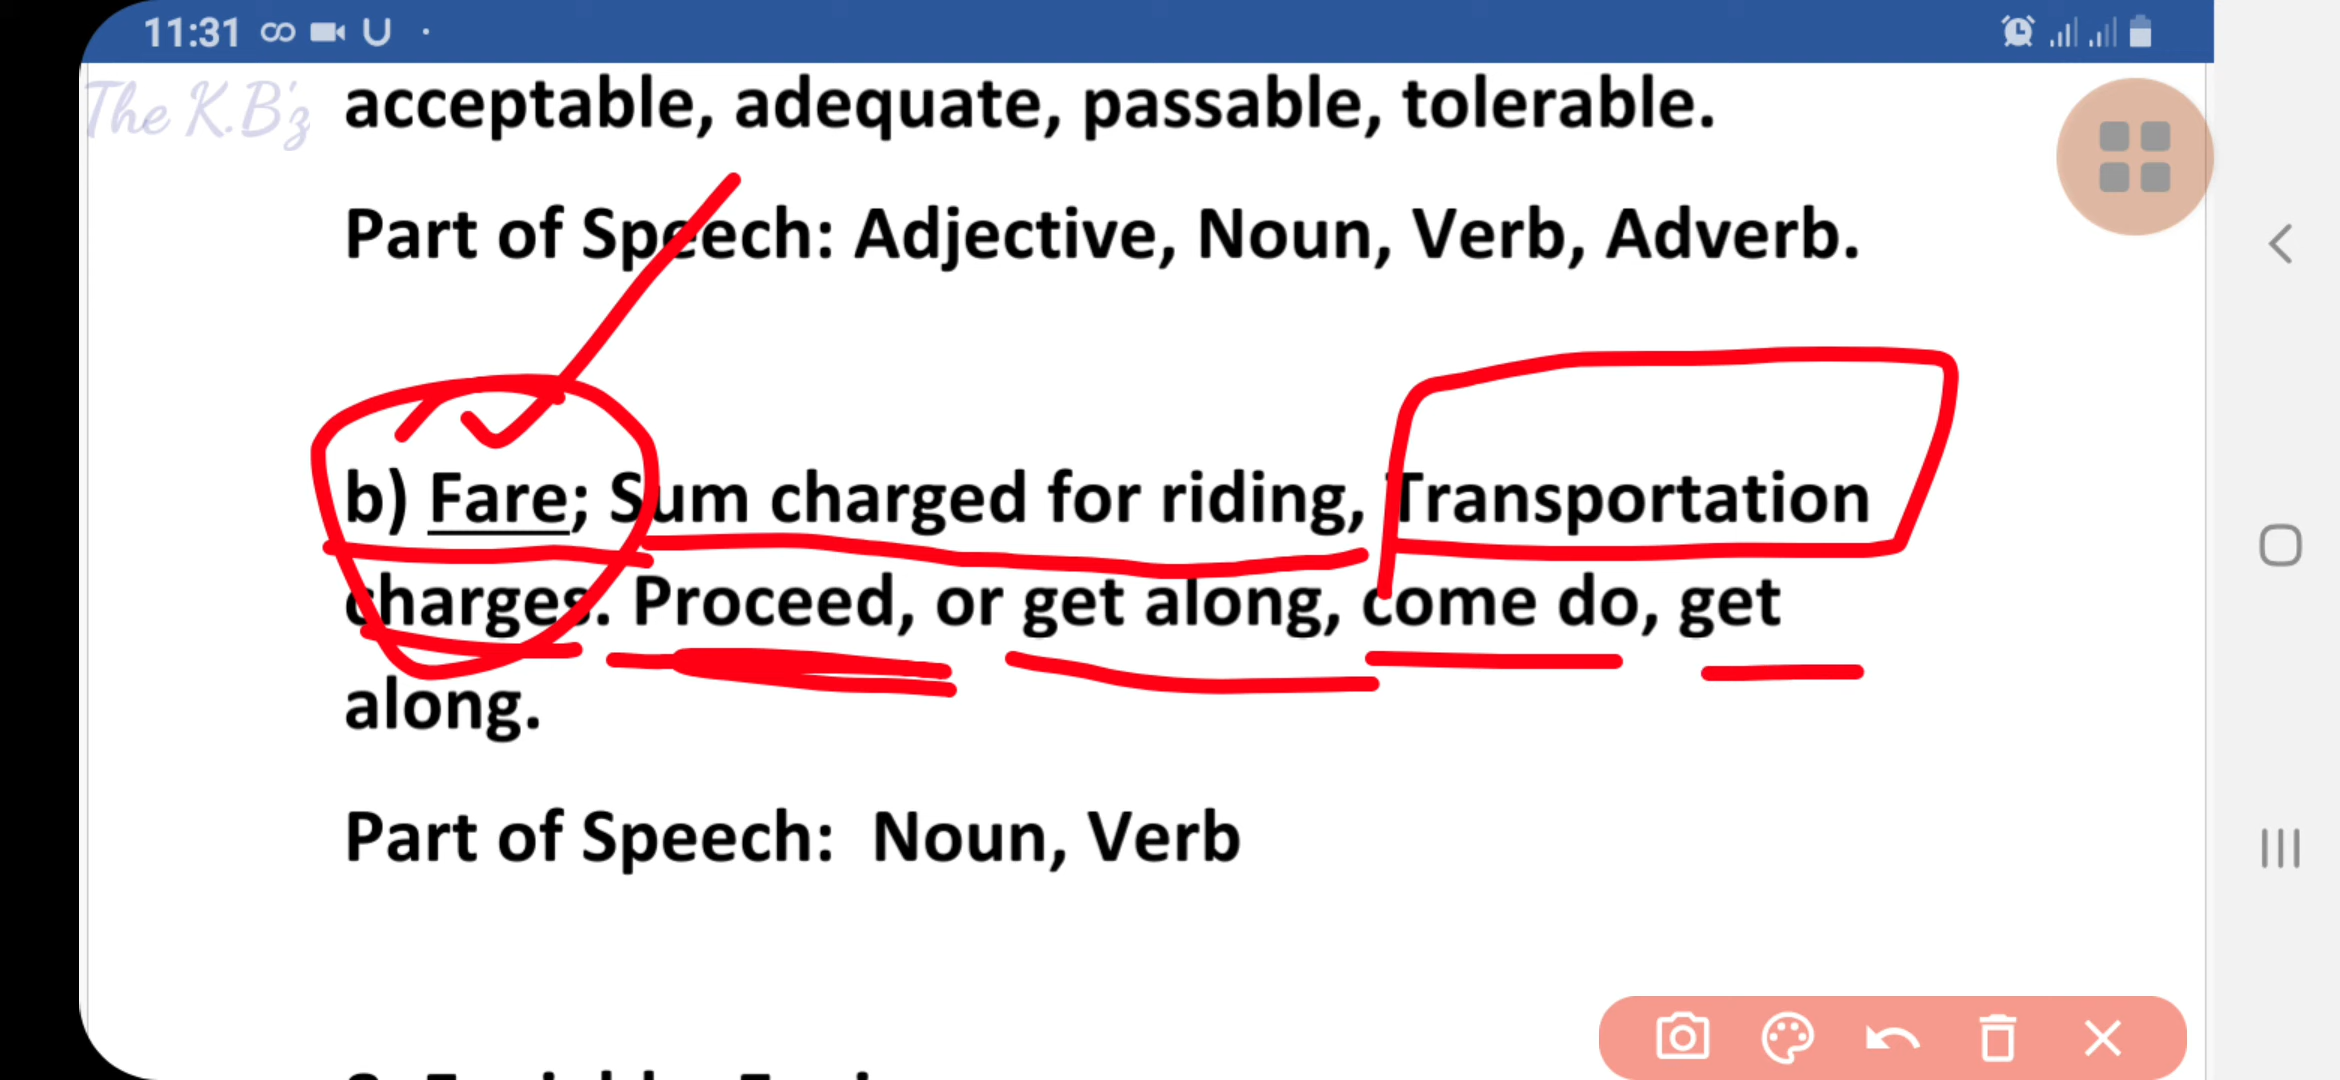 11:31
The K.B'z
acceptable, adequate, passable, tolerable.
Part of Speech: Adjective, Noun, Verb, Adverb.
b) Fare; Sum charged for riding, Transportation
charges. Proceed, or get along, come do, get
along.
Part of Speech: Noun, Verb